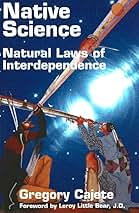 Native
Science
Natural Laws of
Interdependence
Gregory Cajete
Foreword by Leroy Little Bear, J.D.